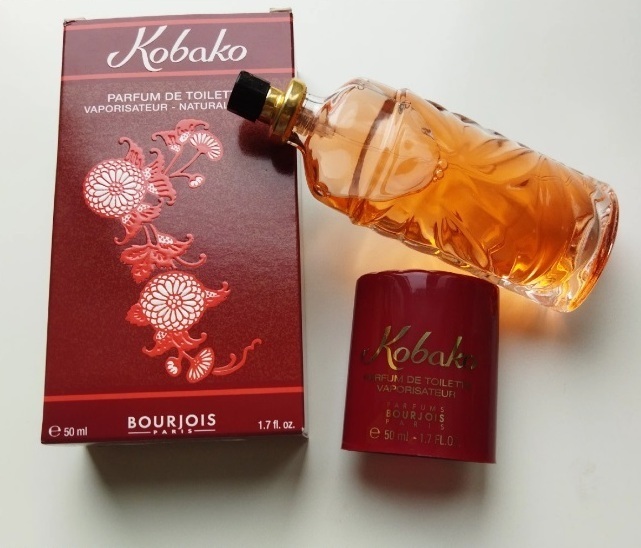 Kobako
PARFUM DE TOILET
VAPORISATEUR - NATURAL
BOURJOIS
PARIS
e 50 ml
1.7 fl. oz.
Kobako
PARFUM DE TOILETTE
VAPORISATEUR
PARFUMS
BOURJOIS
PARIS
e 50 ml - 1.7 FL.O